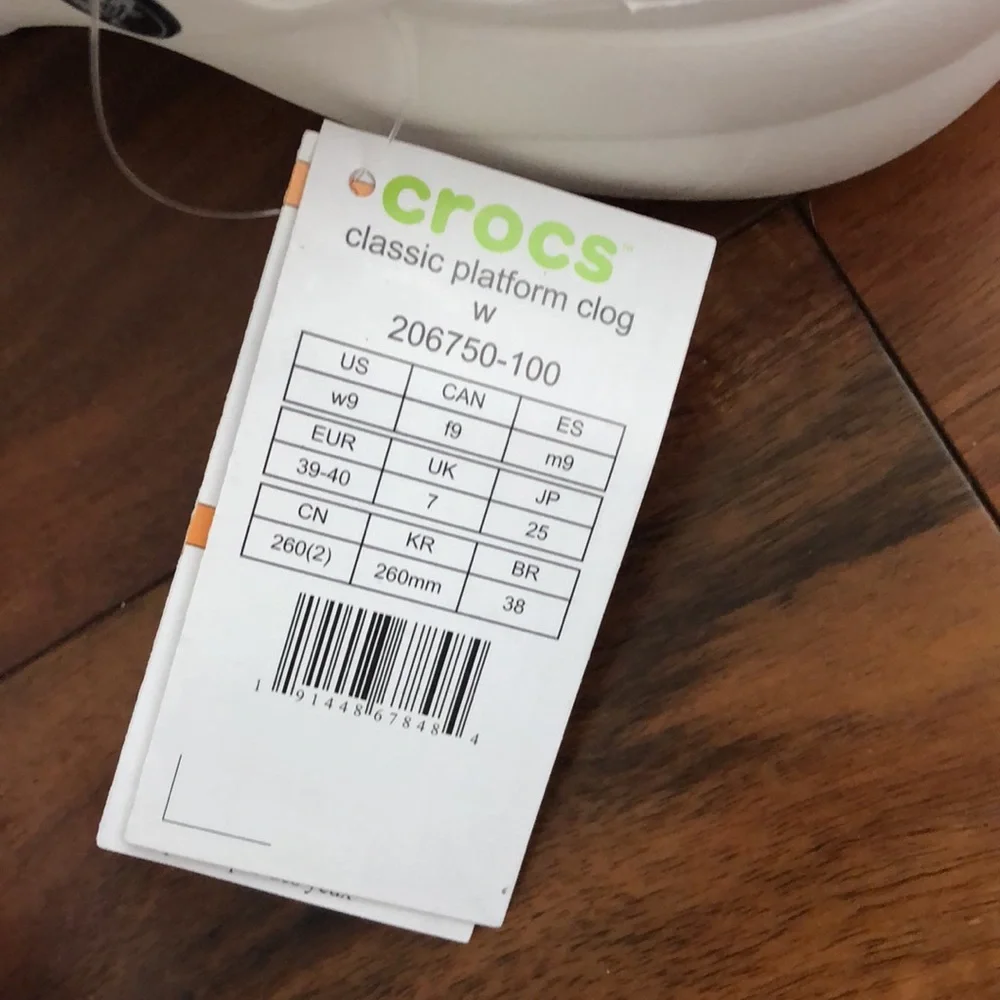 crocs™
classic platform clog
w
206750-100
US CAN ES
w9 f9 m9
EUR UK JP
39-40 7 25
CN KR BR
260(2) 260mm 38
1 91448 67848 4